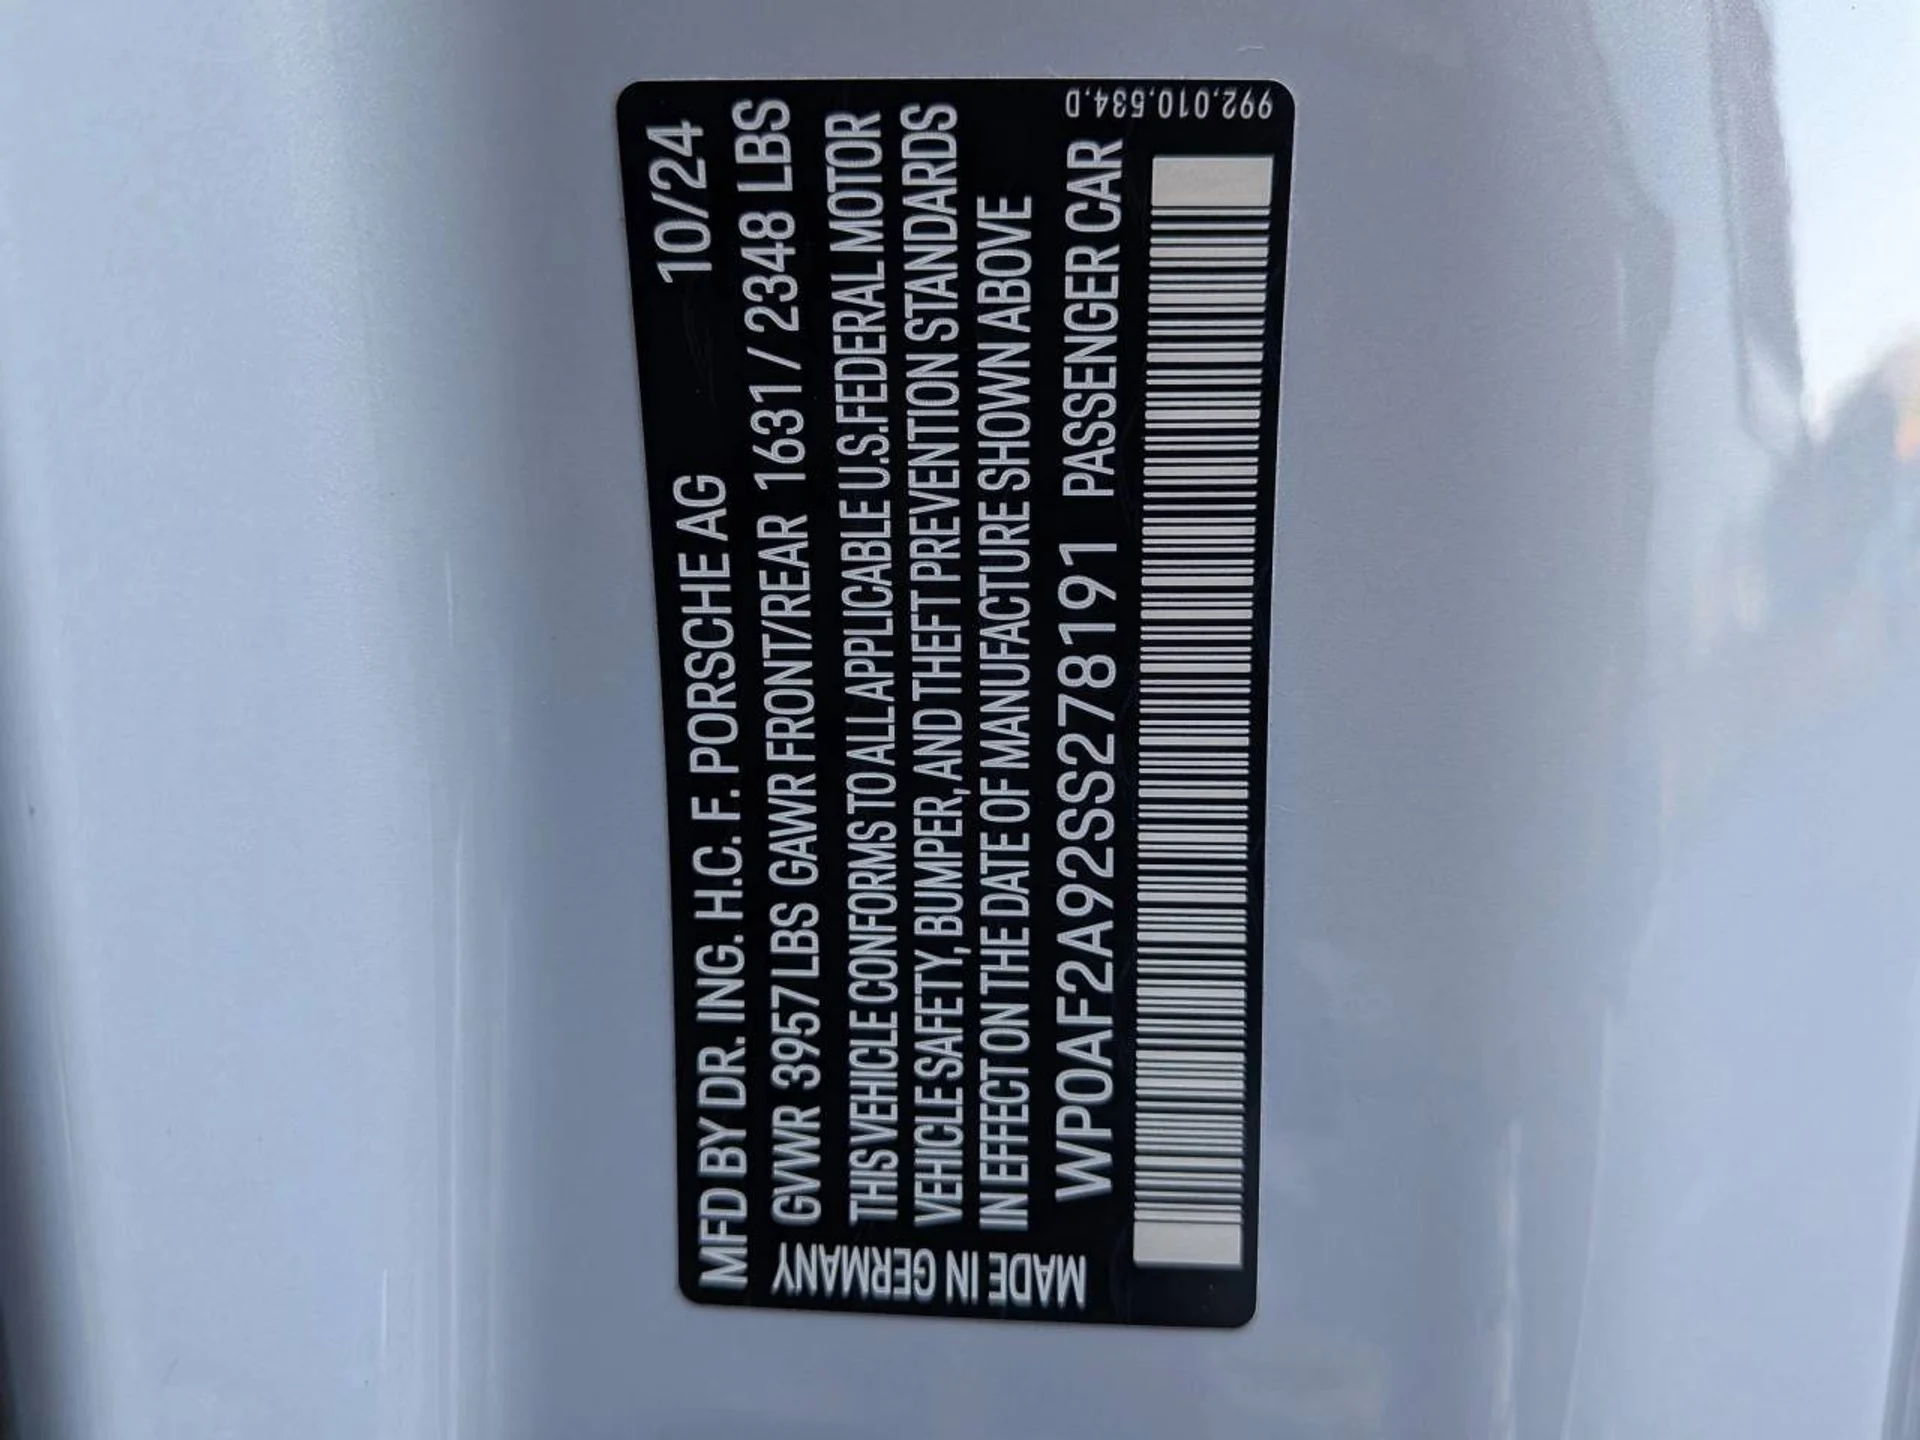 MFD BY DR. ING. H.C. F. PORSCHE AG 10/24
GVWR 3957 LBS GAWR FRONT/REAR 1631 / 2348 LBS
THIS VEHICLE CONFORMS TO ALL APPLICABLE U.S.FEDERAL MOTOR
VEHICLE SAFETY, BUMPER, AND THEFT PREVENTION STANDARDS
IN EFFECT ON THE DATE OF MANUFACTURE SHOWN ABOVE
WP0AF2A92SS278191 PASSENGER CAR
MADE IN GERMANY
992.010.534.D